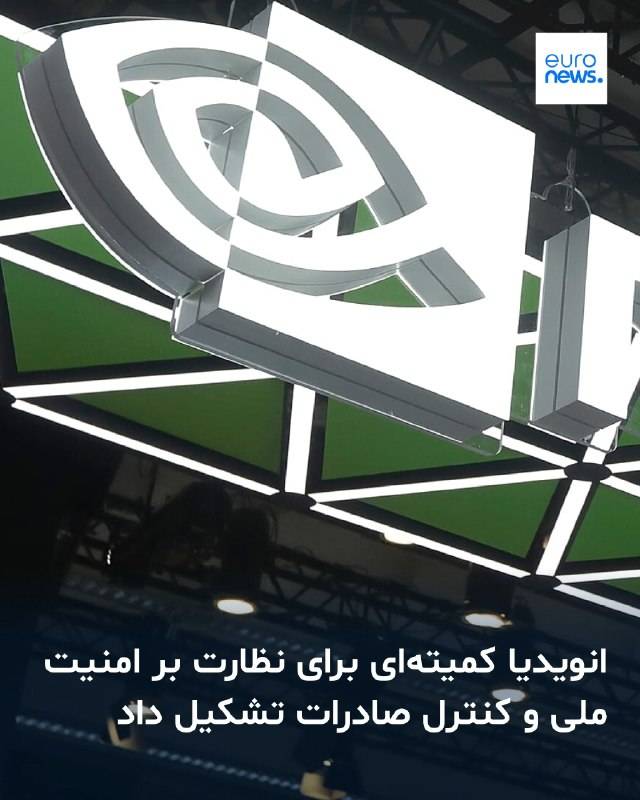 euro
news.
انویدیا کمیته‌ای برای نظارت بر امنیت
ملی و کنترل صادرات تشکیل داد